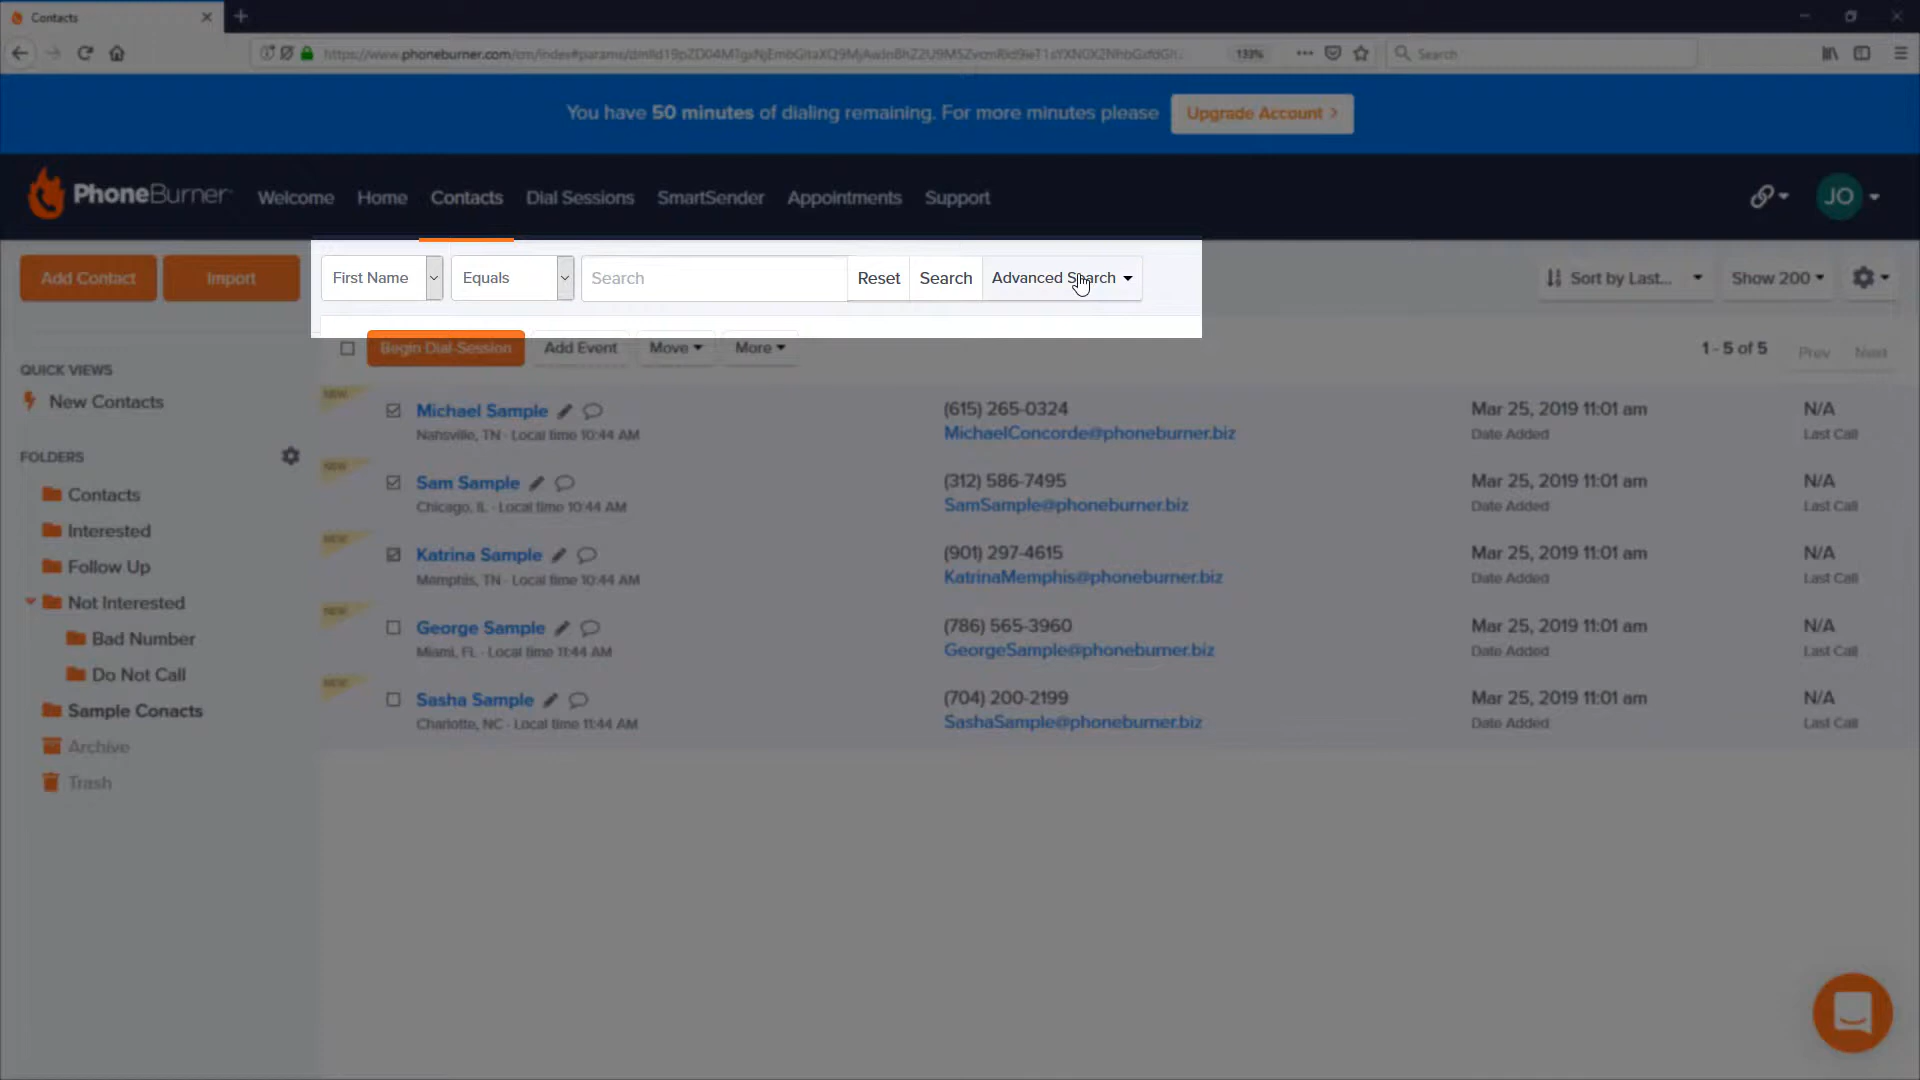 Contacts
133%
Search
You have 50 minutes of dialing remaining. For more minutes please
Upgrade Account >
PhoneBurner
Welcome
Home
Contacts
Dial Sessions
SmartSender
Appointments
Support
JO
Add Contact
Import
First Name
Equals
Search
Reset
Search
Advanced Search
Sort by Last...
Show 200
Begin Dial-Session
Add Event
Move
More
1 - 5 of 5
Prev
Next
QUICK VIEWS
New Contacts
FOLDERS
Contacts
Interested
Follow Up
Not Interested
Bad Number
Do Not Call
Sample Conacts
Archive
Trash
NEW
Michael Sample
(615) 265-0324
Mar 25, 2019 11:01 am
N/A
Nahsville, TN - Local time 10:44 AM
MichaelConcorde@phoneburner.biz
Date Added
Last Call
NEW
Sam Sample
(312) 586-7495
Mar 25, 2019 11:01 am
N/A
Chicago, IL - Local time 10:44 AM
SamSample@phoneburner.biz
Date Added
Last Call
NEW
Katrina Sample
(901) 297-4615
Mar 25, 2019 11:01 am
N/A
Memphis, TN - Local time 10:44 AM
KatrinaMemphis@phoneburner.biz
Date Added
Last Call
NEW
George Sample
(786) 565-3960
Mar 25, 2019 11:01 am
N/A
Miami, FL - Local time 11:44 AM
GeorgeSample@phoneburner.biz
Date Added
Last Call
NEW
Sasha Sample
(704) 200-2199
Mar 25, 2019 11:01 am
N/A
Charlotte, NC - Local time 11:44 AM
SashaSample@phoneburner.biz
Date Added
Last Call